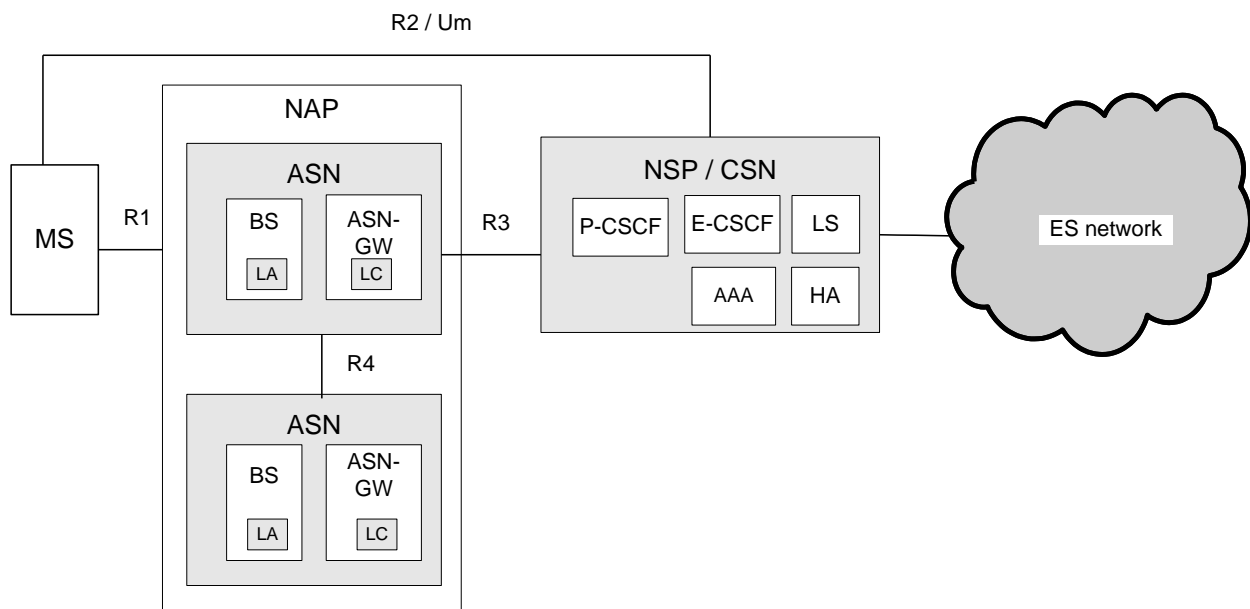 R2 / Um
NAP
MS
R1
ASN
BS
LA
ASN-
GW
LC
R3
NSP / CSN
P-CSCF
E-CSCF
LS
AAA
HA
ES network
R4
ASN
BS
LA
ASN-
GW
LC